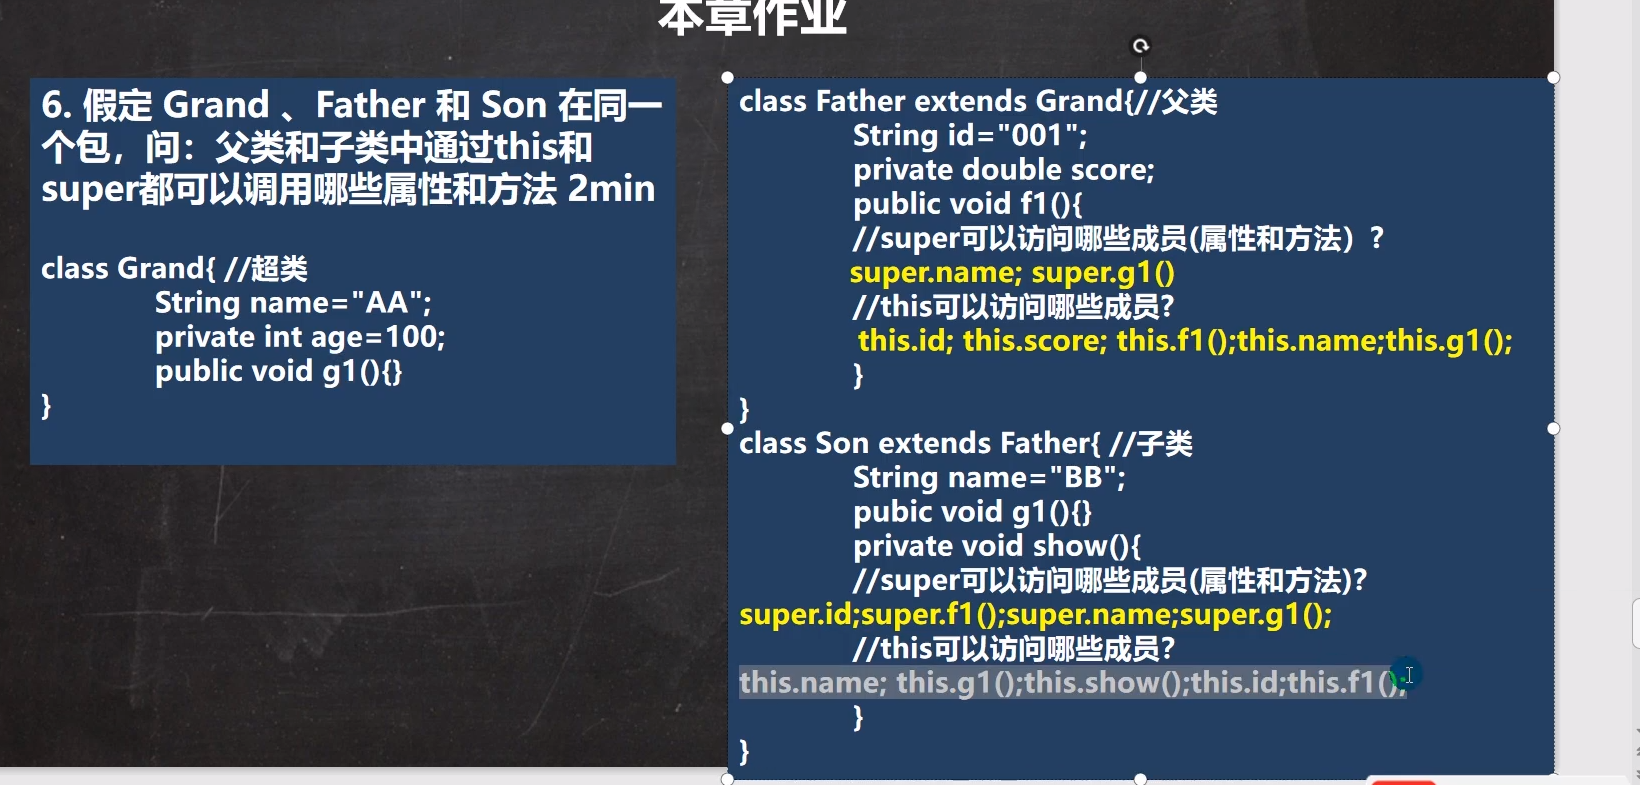 本章作业
6. 假定 Grand 、Father 和 Son 在同一
个包，问：父类和子类中通过this和
super都可以调用哪些属性和方法 2min
class Grand{ //超类
String name="AA";
private int age=100;
public void g1(){}
}
class Father extends Grand{//父类
String id="001";
private double score;
public void f1(){
//super可以访问哪些成员(属性和方法）?
super.name; super.g1()
//this可以访问哪些成员?
this.id; this.score; this.f1();this.name;this.g1();
}
}
class Son extends Father{ //子类
String name="BB";
pubic void g1(){}
private void show(){
//super可以访问哪些成员(属性和方法)?
super.id;super.f1();super.name;super.g1();
//this可以访问哪些成员?
this.name; this.g1();this.show();this.id;this.f1();
}
}